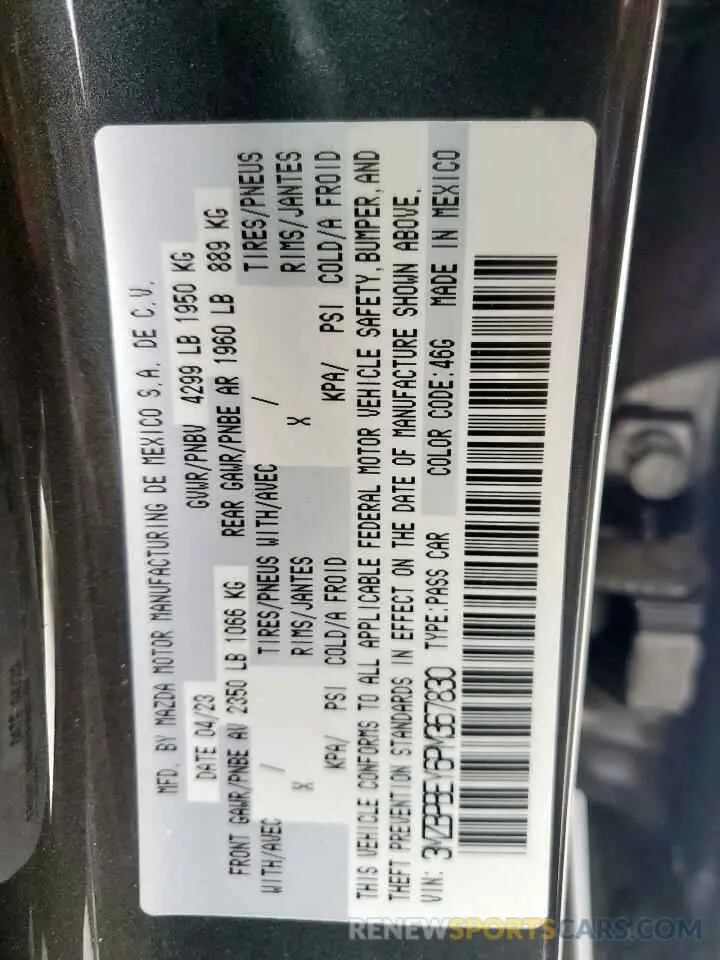 MFD. BY MAZDA MOTOR MANUFACTURING DE MEXICO S.A. DE C.V.
DATE 04/23 GVWR/PNBV 4299 LB 1950 KG
FRONT GAWR/PNBE AV 2350 LB 1066 KG REAR GAWR/PNBE AR 1960 LB 889 KG
WITH/AVEC / TIRES/PNEUS WITH/AVEC / TIRES/PNEUS
X RIMS/JANTES X RIMS/JANTES
KPA/ PSI COLD/A FROID KPA/ PSI COLD/A FROID
THIS VEHICLE CONFORMS TO ALL APPLICABLE FEDERAL MOTOR VEHICLE SAFETY, BUMPER, AND
THEFT PREVENTION STANDARDS IN EFFECT ON THE DATE OF MANUFACTURE SHOWN ABOVE.
VIN: 3MZBPBEY6PM367830 TYPE:PASS CAR COLOR CODE:46G MADE IN MEXICO
RENEWSPORTSCARS.COM